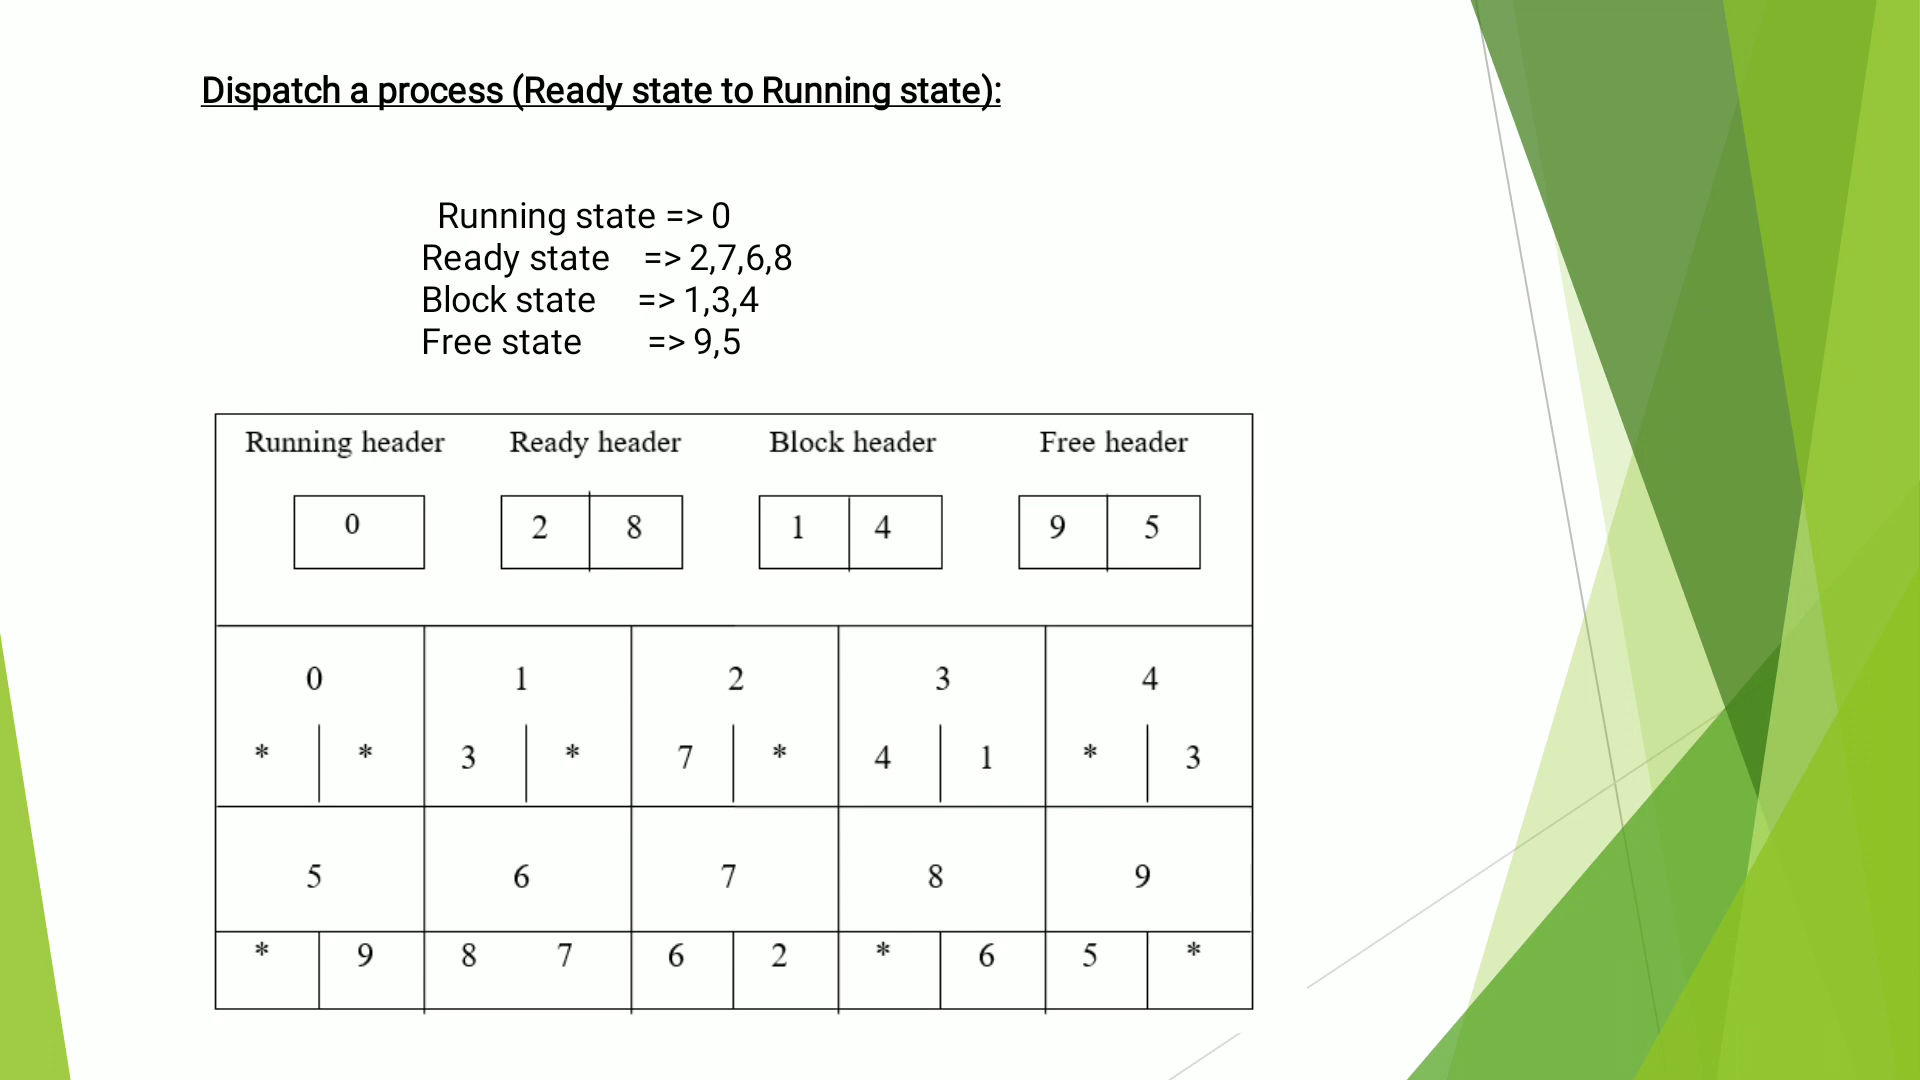 Dispatch a process (Ready state to Running state):
Running state => 0
Ready state => 2,7,6,8
Block state => 1,3,4
Free state => 9,5
Running header Ready header Block header Free header
0 2 8 1 4 9 5
0 1 2 3 4
* * 3 * 7 * 4 1 * 3
5 6 7 8 9
* 9 8 7 6 2 * 6 5 *